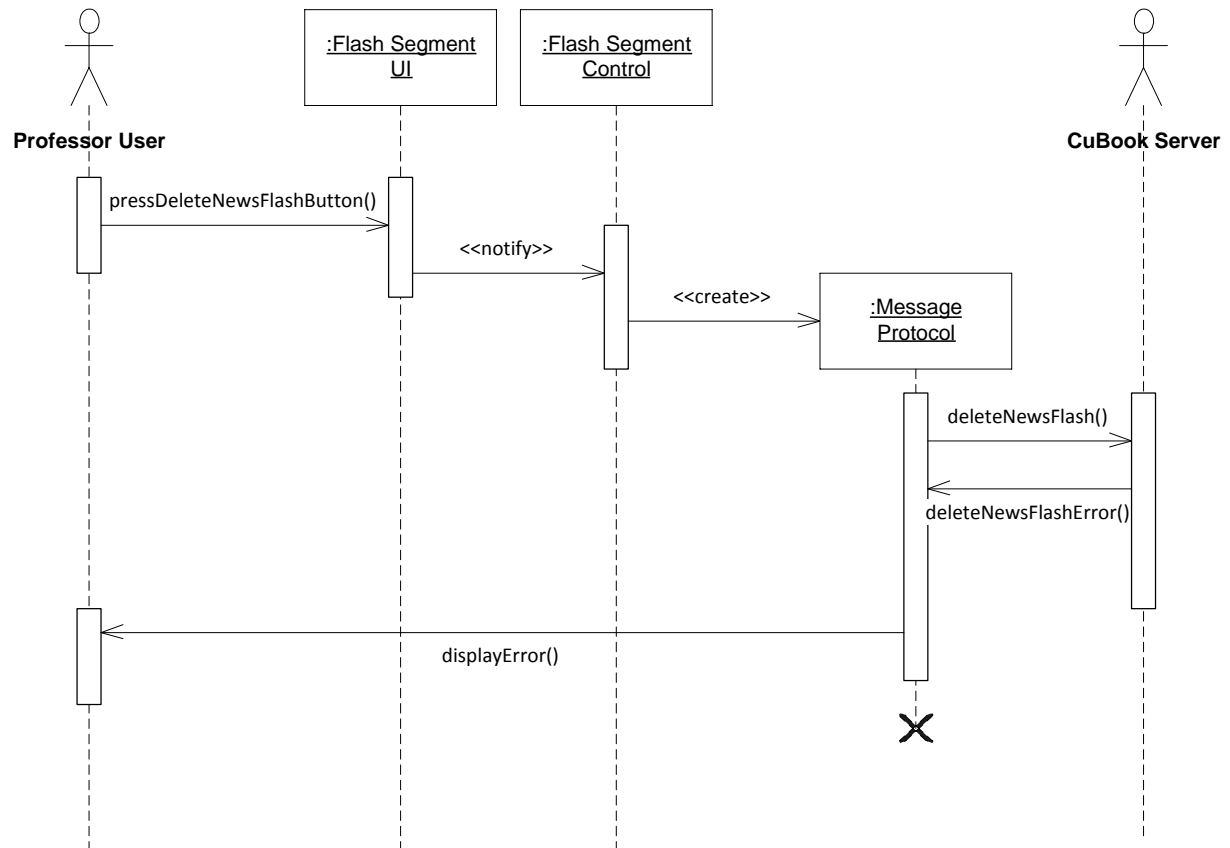 :Flash Segment
UI
:Flash Segment
Control
Professor User
CuBook Server
pressDeleteNewsFlashButton()
<<notify>>
<<create>>
:Message
Protocol
deleteNewsFlash()
deleteNewsFlashError()
displayError()